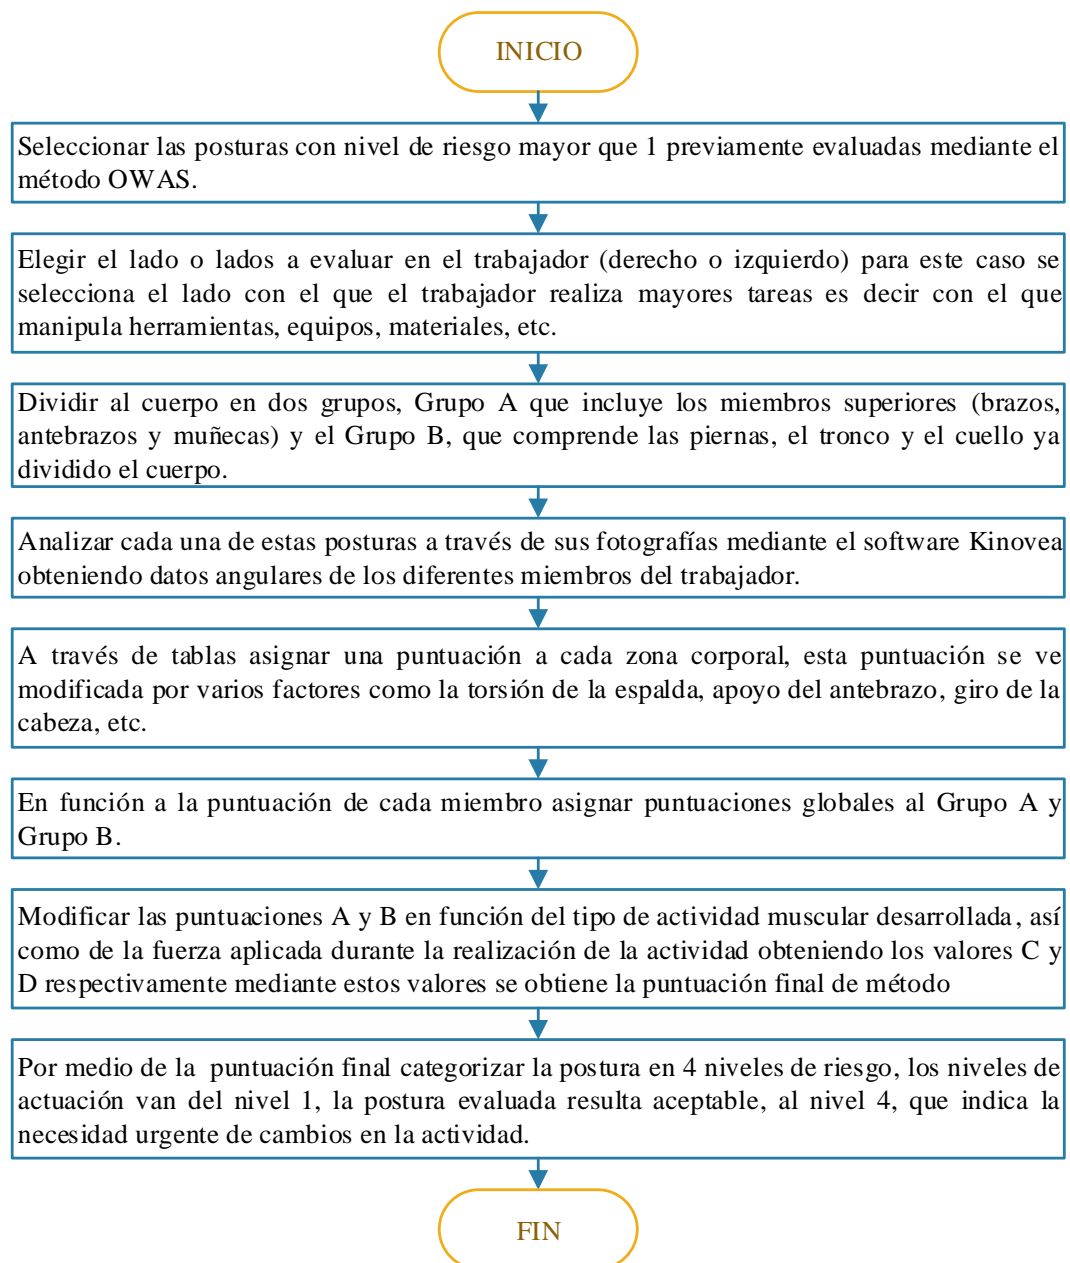 INICIO
Seleccionar las posturas con nivel de riesgo mayor que 1 previamente evaluadas mediante el
método OWAS.
Elegir el lado o lados a evaluar en el trabajador (derecho o izquierdo) para este caso se
selecciona el lado con el que el trabajador realiza mayores tareas es decir con el que
manipula herramientas, equipos, materiales, etc.
Dividir al cuerpo en dos grupos, Grupo A que incluye los miembros superiores (brazos,
antebrazos y muñecas) y el Grupo B, que comprende las piernas, el tronco y el cuello ya
dividido el cuerpo.
Analizar cada una de estas posturas a través de sus fotografías mediante el software Kinovea
obteniendo datos angulares de los diferentes miembros del trabajador.
A través de tablas asignar una puntuación a cada zona corporal, esta puntuación se ve
modificada por varios factores como la torsión de la espalda, apoyo del antebrazo, giro de la
cabeza, etc.
En función a la puntuación de cada miembro asignar puntuaciones globales al Grupo A y
Grupo B.
Modificar las puntuaciones A y B en función del tipo de actividad muscular desarrollada, así
como de la fuerza aplicada durante la realización de la actividad obteniendo los valores C y
D respectivamente mediante estos valores se obtiene la puntuación final de método
Por medio de la puntuación final categorizar la postura en 4 niveles de riesgo, los niveles de
actuación van del nivel 1, la postura evaluada resulta aceptable, al nivel 4, que indica la
necesidad urgente de cambios en la actividad.
FIN